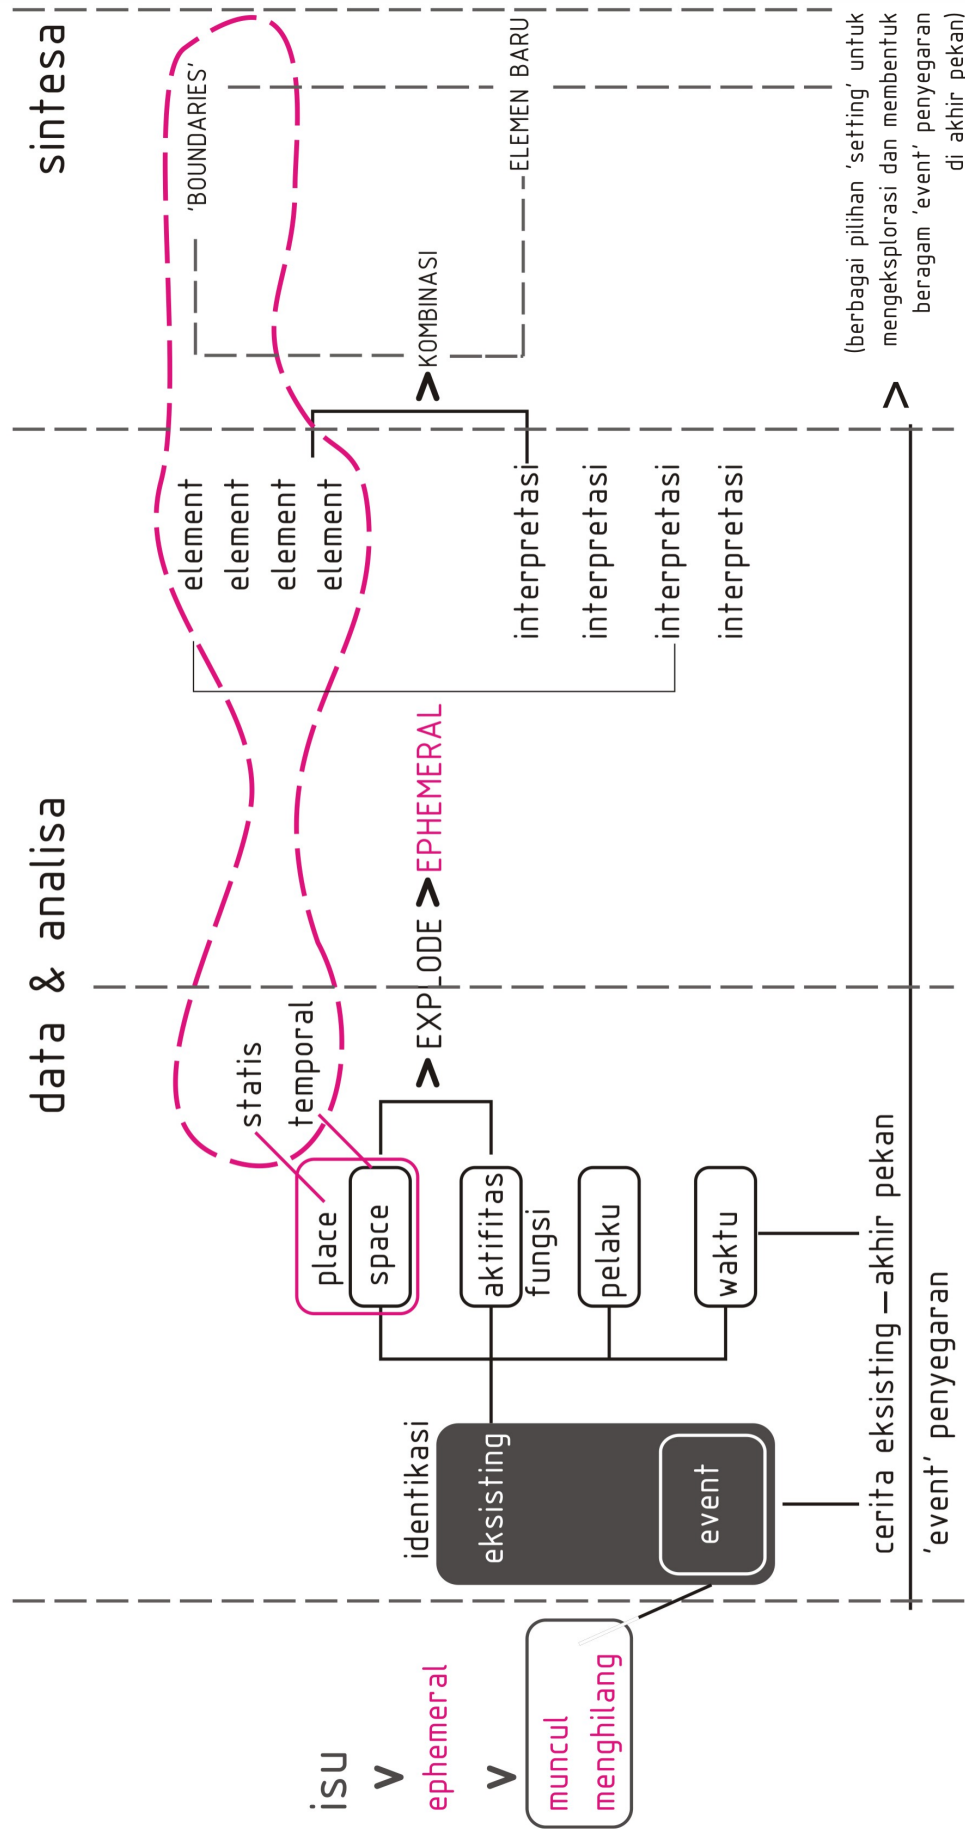 isu
ephemeral
muncul
menghilang
data & analisa
identikasi
eksisting
event
place
space
aktifitas
fungsi
pelaku
waktu
statis
temporal
> EXPLODE > EPHEMERAL
element
element
element
element
interpretasi
interpretasi
interpretasi
interpretasi
cerita eksisting — akhir pekan
'event' penyegaran
sintesa
'BOUNDARIES'
> KOMBINASI
ELEMEN BARU
> (berbagai pilihan 'setting' untuk
mengeksplorasi dan membentuk
beragam 'event' penyegaran
di akhir pekan)